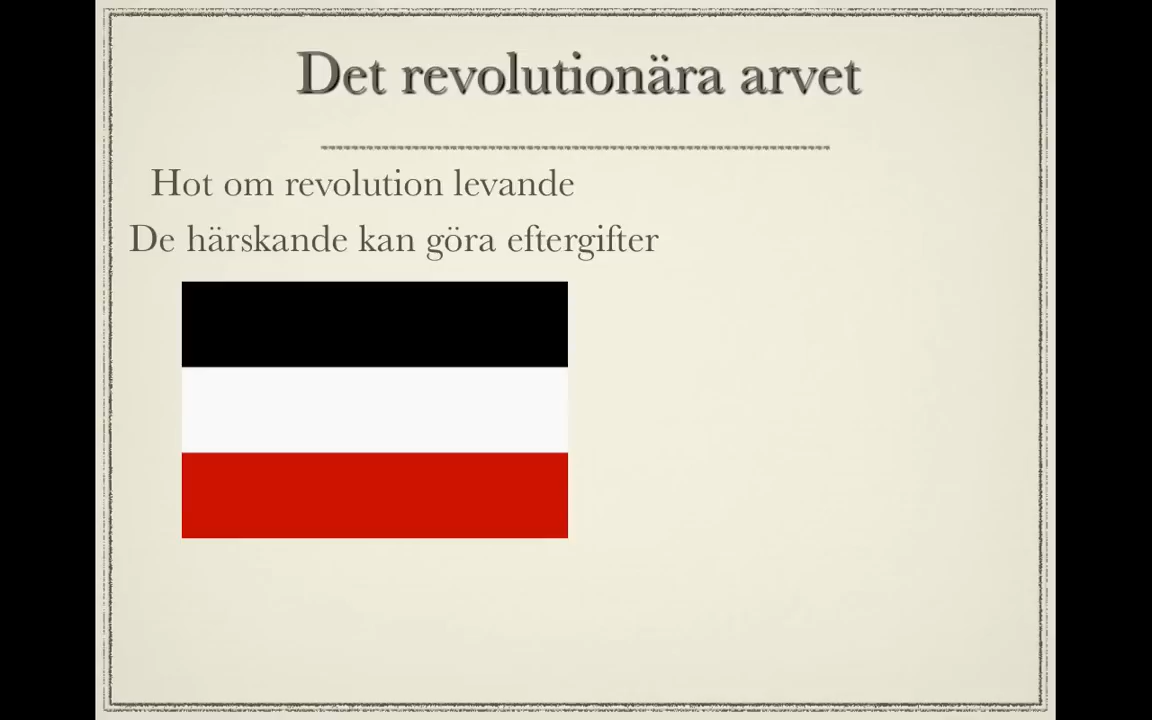 Det revolutionära arvet
Hot om revolution levande
De härskande kan göra eftergifter